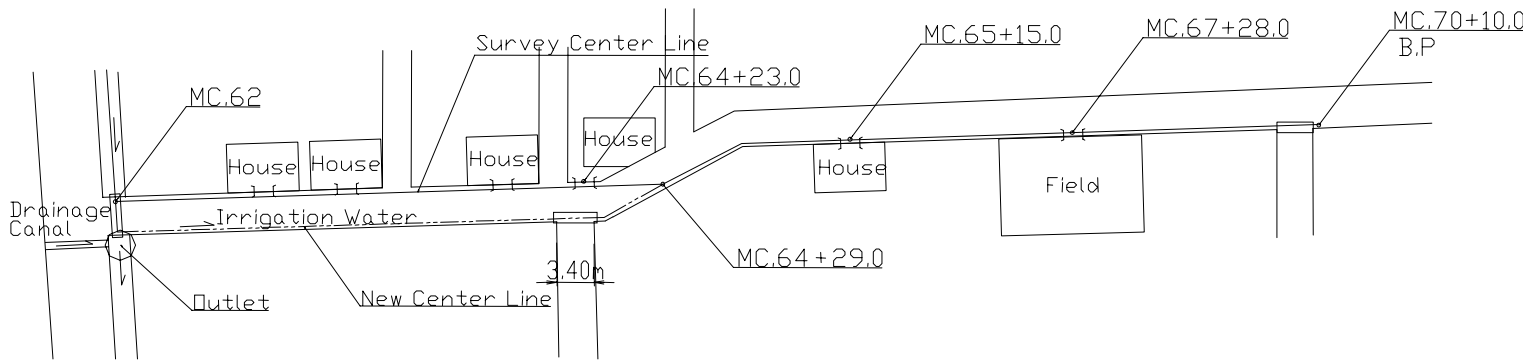 Survey Center Line
MC.62
MC.64+23.0
MC.65+15.0
MC.67+28.0
MC.70+10.0
B.P
House
House
House
House
House
Field
Drainage
Canal
Irrigation Water
MC.64+29.0
3.40m
Outlet
New Center Line